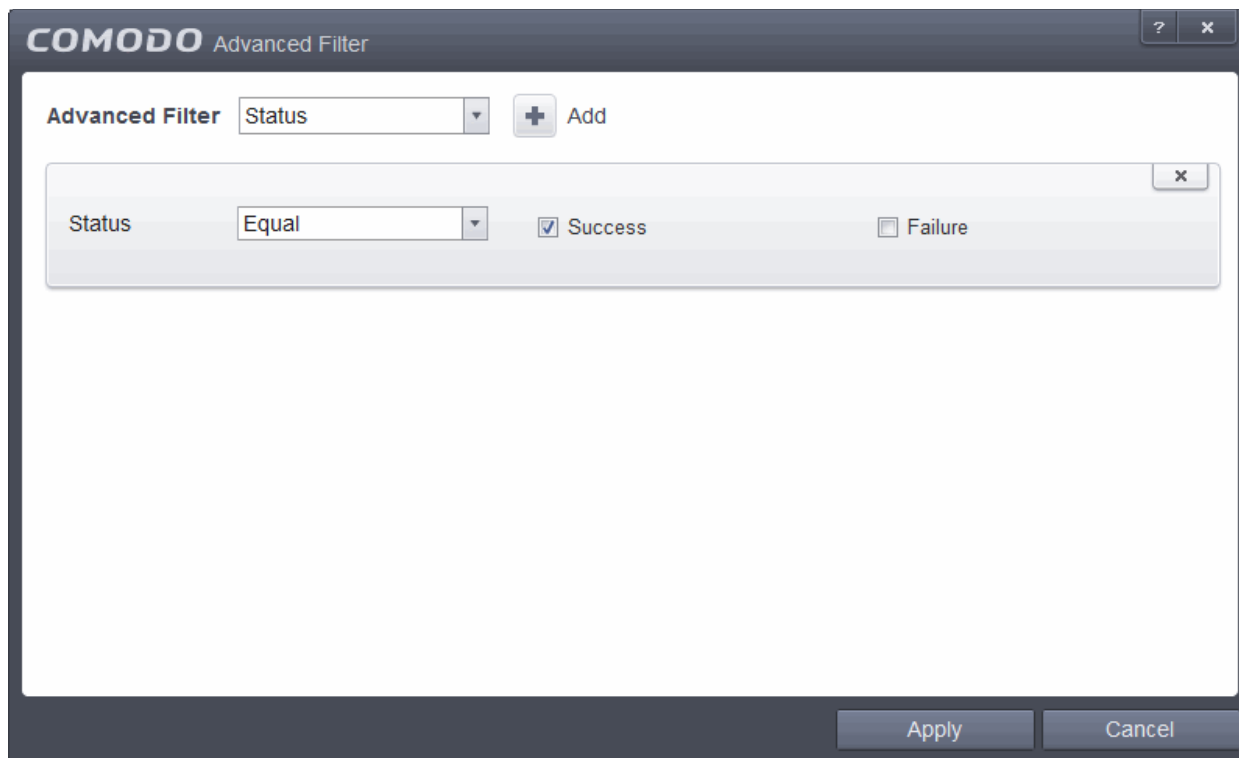 COMODO Advanced Filter
Advanced Filter Status Add
Status Equal Success Failure
Apply Cancel